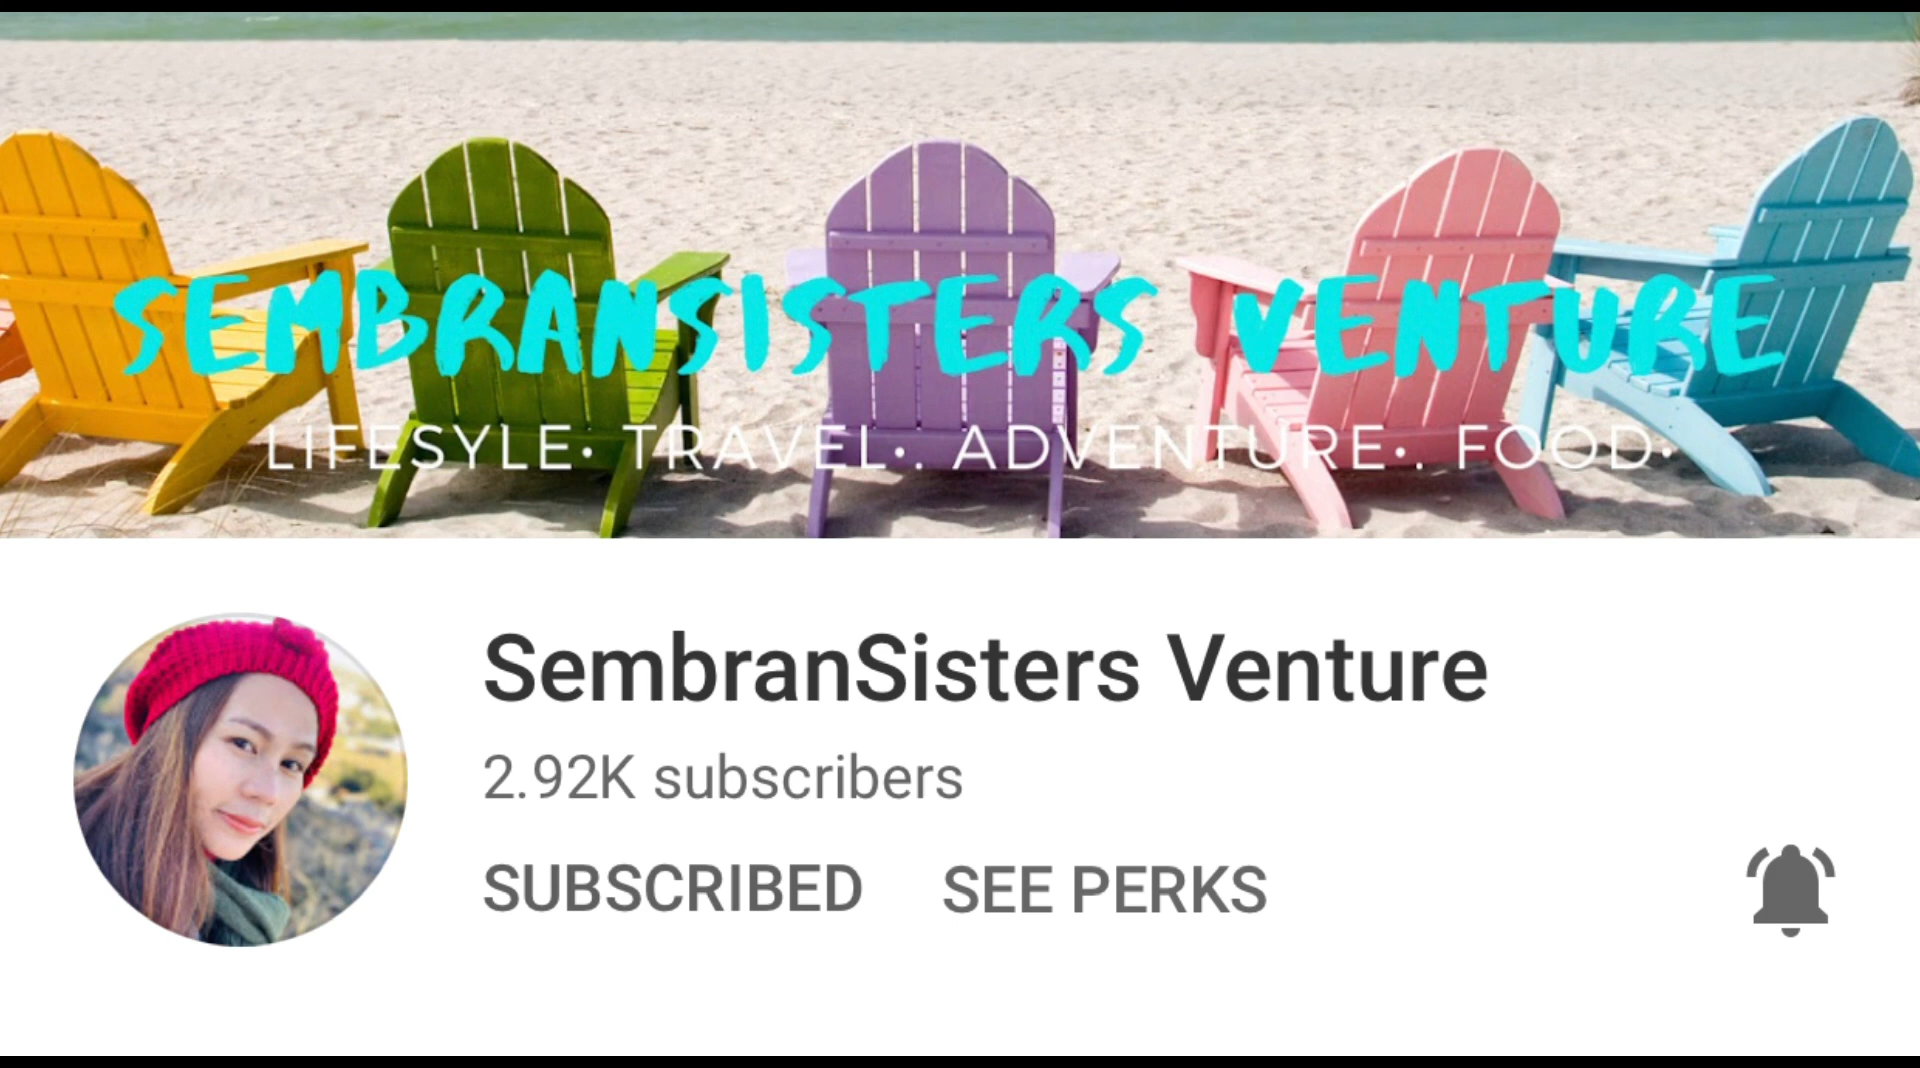 SEMBRANSISTERS VENTURE
LIFESYLE• TRAVEL•. ADVENTURE•. FOOD•
SembranSisters Venture
2.92K subscribers
SUBSCRIBED SEE PERKS